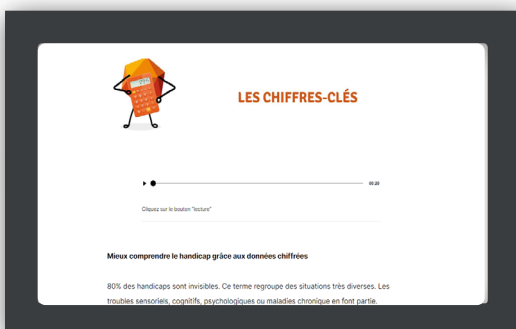 LES CHIFFRES-CLÉS
00:20
Cliquez sur le bouton "lecture"
Mieux comprendre le handicap grâce aux données chiffrées
80% des handicaps sont invisibles. Ce terme regroupe des situations très diverses. Les
troubles sensoriels, cognitifs, psychologiques ou maladies chronique en font partie.